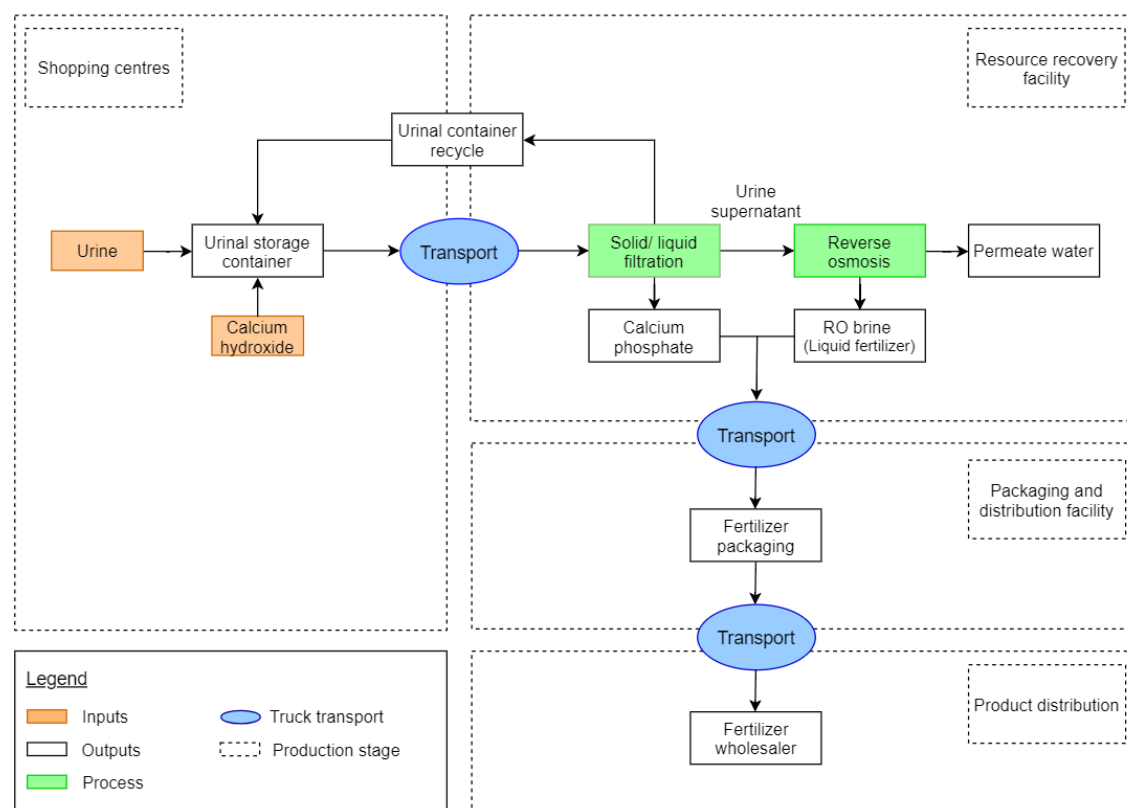 Shopping centres
Resource recovery
facility
Urinal container
recycle
Urine
supernatant
Urine
Urinal storage
container
Transport
Solid/ liquid
filtration
Reverse
osmosis
Permeate water
Calcium
hydroxide
Calcium
phosphate
RO brine
(Liquid fertilizer)
Transport
Packaging and
distribution facility
Fertilizer
packaging
Transport
Product distribution
Fertilizer
wholesaler
Legend
Inputs
Truck transport
Outputs
Production stage
Process